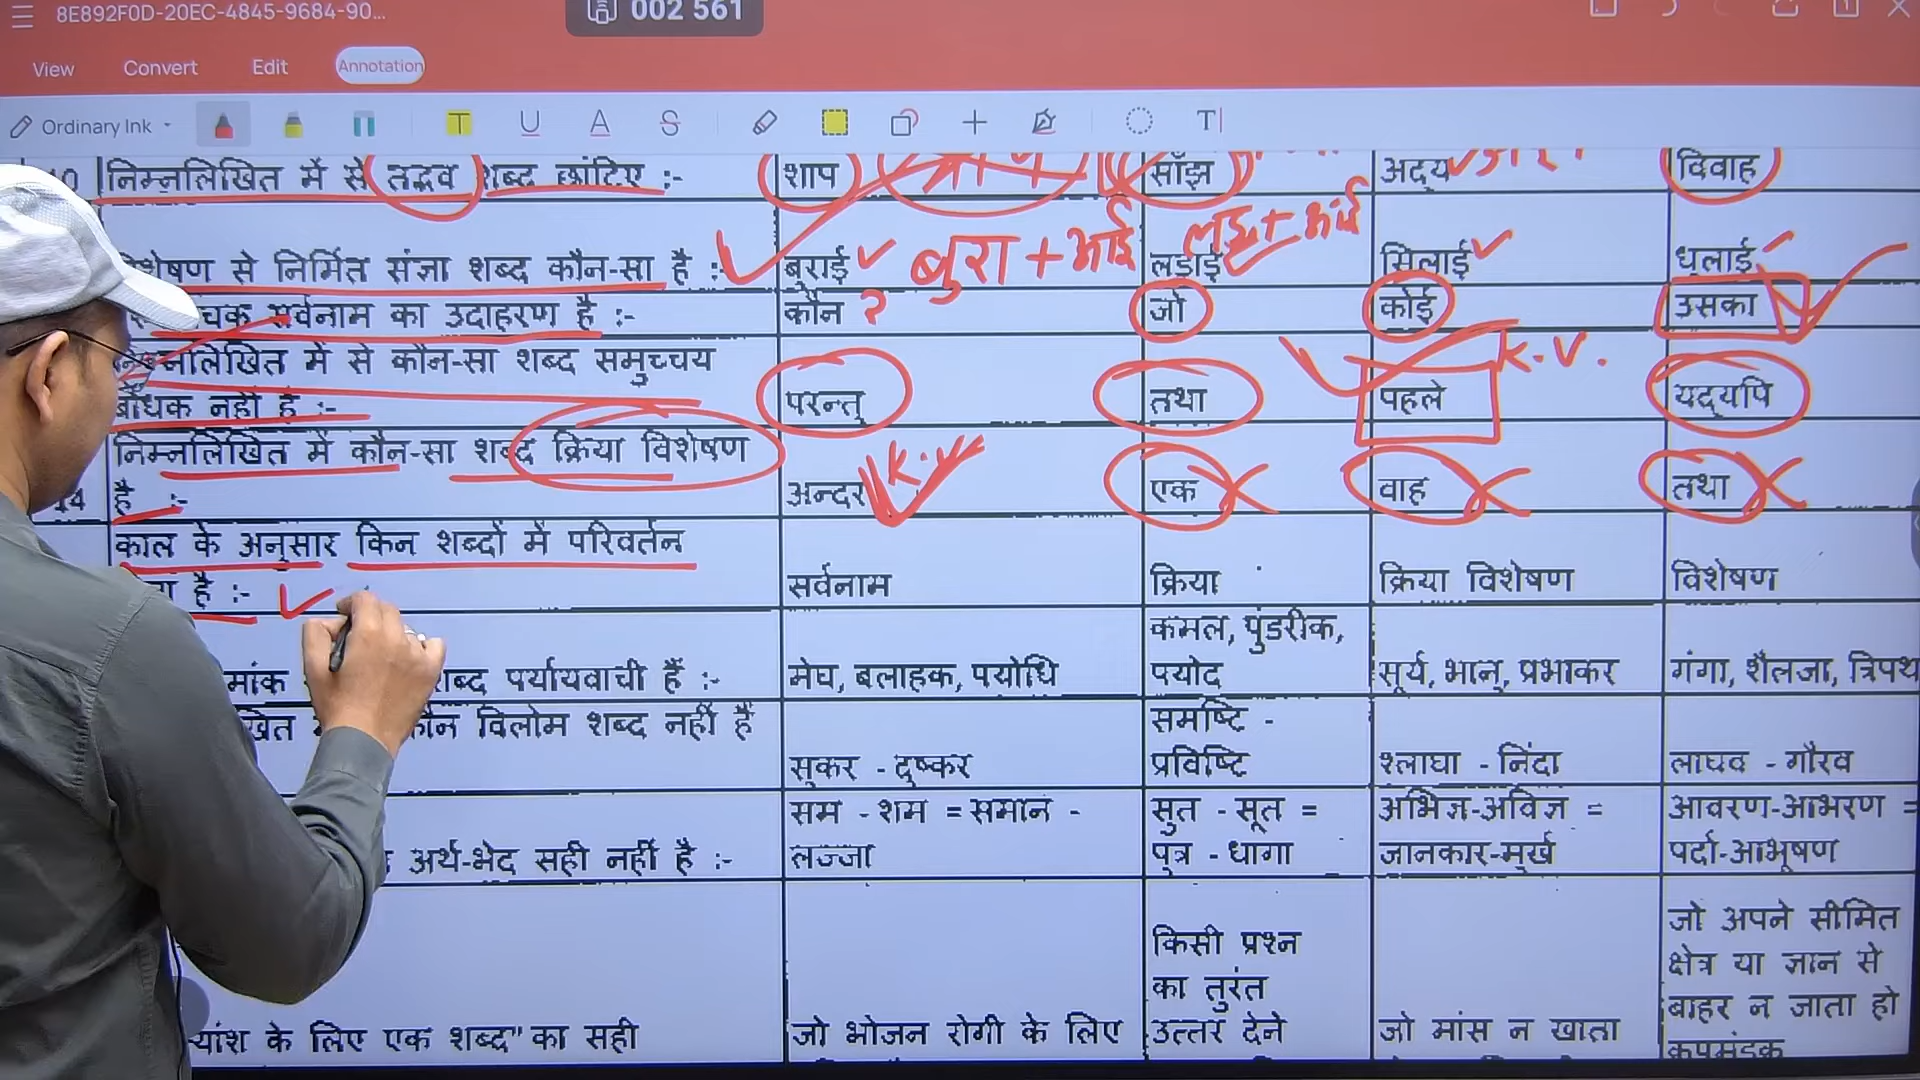 8E892F0D-20EC-4845-9684-90...
002 561
View Convert Edit Annotation
Ordinary Ink
10 निम्नलिखित में से तद्भव शब्द छांटिए :- शाप साँझ अद्य विवाह
बुरा + आई
विशेषण से निर्मित संज्ञा शब्द कौन-सा है :- बुराई लड़ाई सिलाई धुलाई
सर्वनाम का उदाहरण है :- कौन ? जो कोई उसका
में से कौन-सा शब्द समुच्चय
बोधक नहीं है :- परन्तु तथा पहले K.V. यद्यपि
निम्नलिखित में कौन-सा शब्द क्रिया विशेषण
14 है :- अन्दर K.V एक वाह तथा
काल के अनुसार किन शब्दों में परिवर्तन
है :- सर्वनाम क्रिया क्रिया विशेषण विशेषण
कमल, पुंडरीक,
शब्द पर्यायवाची हैं :- मेघ, बलाहक, पयोधि पयोद सूर्य, भानु, प्रभाकर गंगा, शैलजा, त्रिपथ
कौन विलोम शब्द नहीं है समष्टि -
सुकर - दुष्कर प्रविष्टि श्लाघा - निंदा लाघव - गौरव
सम - शम = समान - सुत - सूत = अभिज्ञ-अविज्ञ = आवरण-आभरण =
अर्थ-भेद सही नहीं है :- लज्जा पुत्र - धागा जानकार-मुर्ख पर्दा-आभूषण
जो अपने सीमित
किसी प्रश्न
क्षेत्र या ज्ञान से
का तुरंत
बाहर न जाता हो
के लिए एक शब्द" का सही जो भोजन रोगी के लिए उत्तर देने जो मांस न खाता
कूपमंडूक